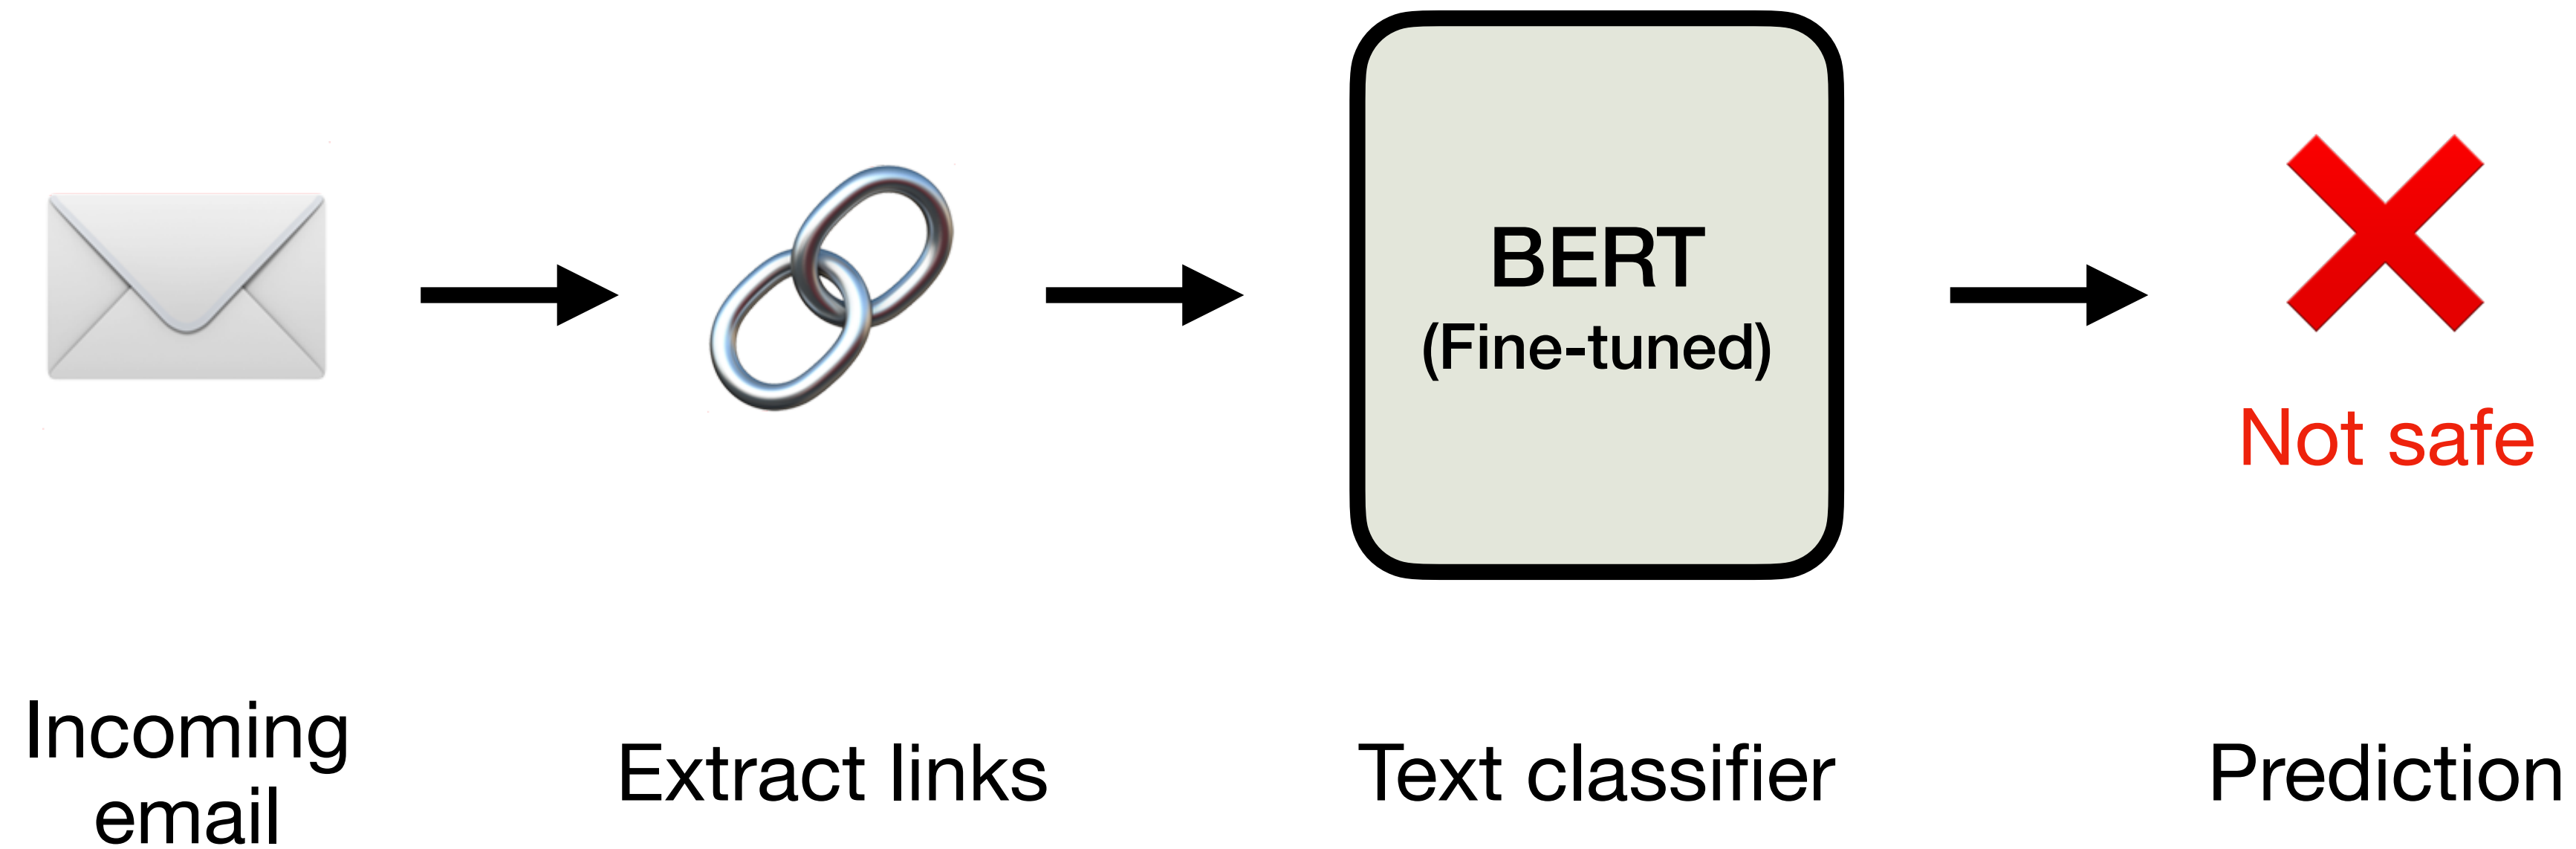 BERT
(Fine-tuned)
Not safe
Incoming
email
Extract links
Text classifier
Prediction